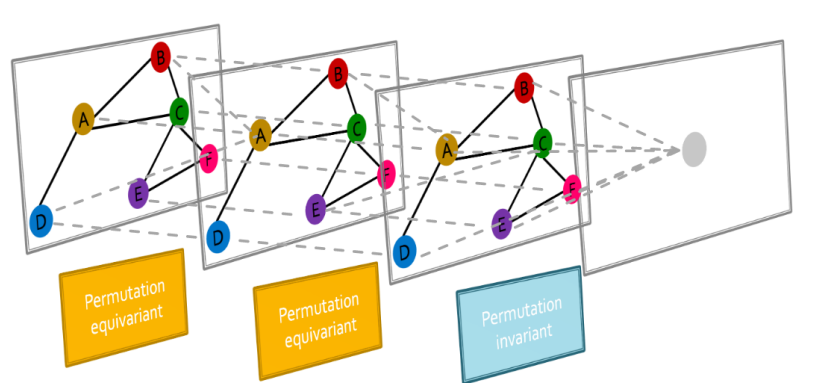 B
A
C
F
E
D
B
A
C
F
E
D
B
A
C
F
E
D
Permutation
equivariant
Permutation
equivariant
Permutation
invariant